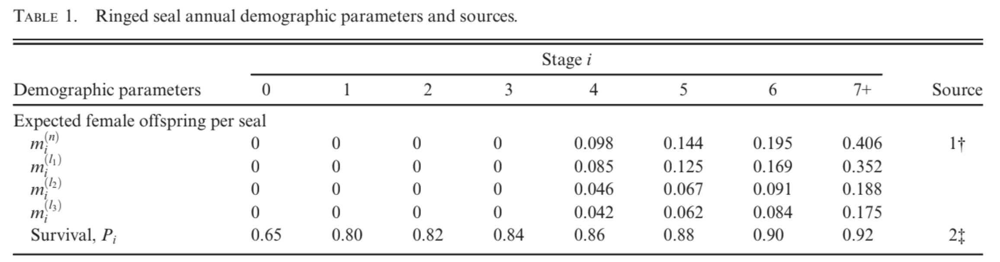 TABLE 1. Ringed seal annual demographic parameters and sources.
Stage i
Demographic parameters 0 1 2 3 4 5 6 7+ Source
Expected female offspring per seal
m_i^(n) 0 0 0 0 0.098 0.144 0.195 0.406 1†
m_i^(l_1) 0 0 0 0 0.085 0.125 0.169 0.352
m_i^(l_2) 0 0 0 0 0.046 0.067 0.091 0.188
m_i^(l_3) 0 0 0 0 0.042 0.062 0.084 0.175
Survival, P_i 0.65 0.80 0.82 0.84 0.86 0.88 0.90 0.92 2‡